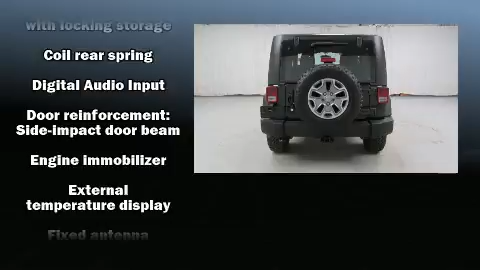 with locking storage
Coil rear spring
Digital Audio Input
Door reinforcement:
Side-impact door beam
Engine immobilizer
External
temperature display
Fixed antenna